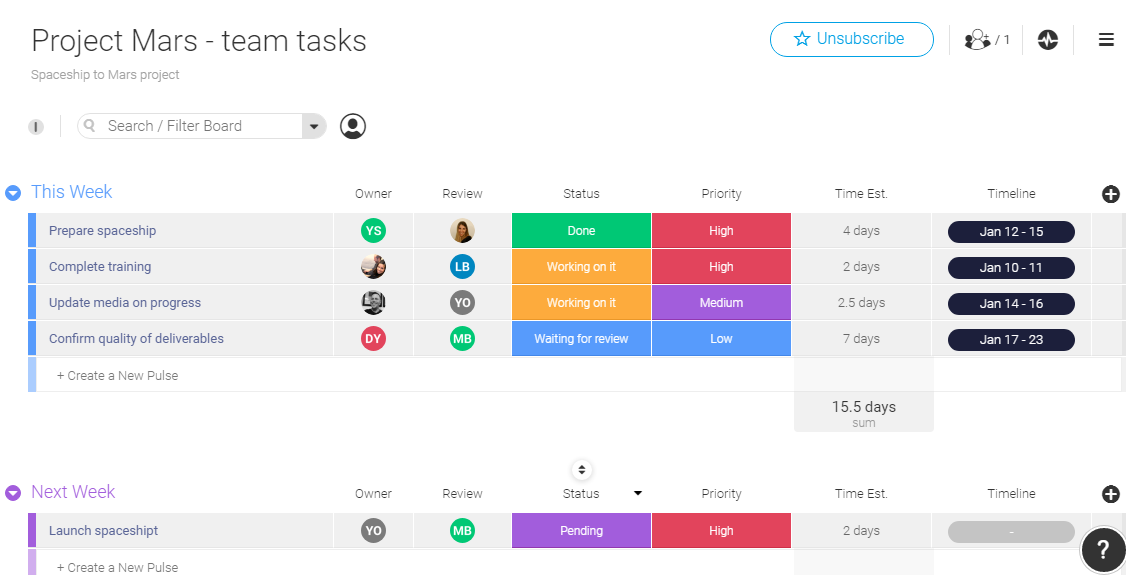 Project Mars - team tasks
Unsubscribe
/ 1
Spaceship to Mars project
I
Search / Filter Board
This Week Owner Review Status Priority Time Est. Timeline
Prepare spaceship YS Done High 4 days Jan 12 - 15
Complete training LB Working on it High 2 days Jan 10 - 11
Update media on progress YO Working on it Medium 2.5 days Jan 14 - 16
Confirm quality of deliverables DY MB Waiting for review Low 7 days Jan 17 - 23
+ Create a New Pulse
15.5 days
sum
Next Week Owner Review Status Priority Time Est. Timeline
Launch spaceshipt YO MB Pending High 2 days -
+ Create a New Pulse
?